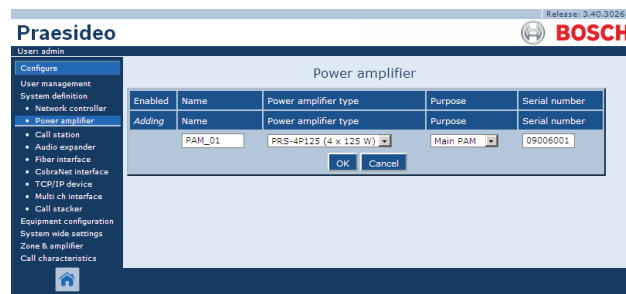 Release: 3.40.3026
Praesideo
BOSCH
User: admin
Configure
User management
System definition
• Network controller
• Power amplifier
• Call station
• Audio expander
• Fiber interface
• CobraNet interface
• TCP/IP device
• Multi ch interface
• Call stacker
Equipment configuration
System wide settings
Zone & amplifier
Call characteristics
Power amplifier
Enabled Name Power amplifier type Purpose Serial number
Adding Name Power amplifier type Purpose Serial number
PAM_01 PRS-4P125 (4 x 125 W) Main PAM 09006001
OK Cancel